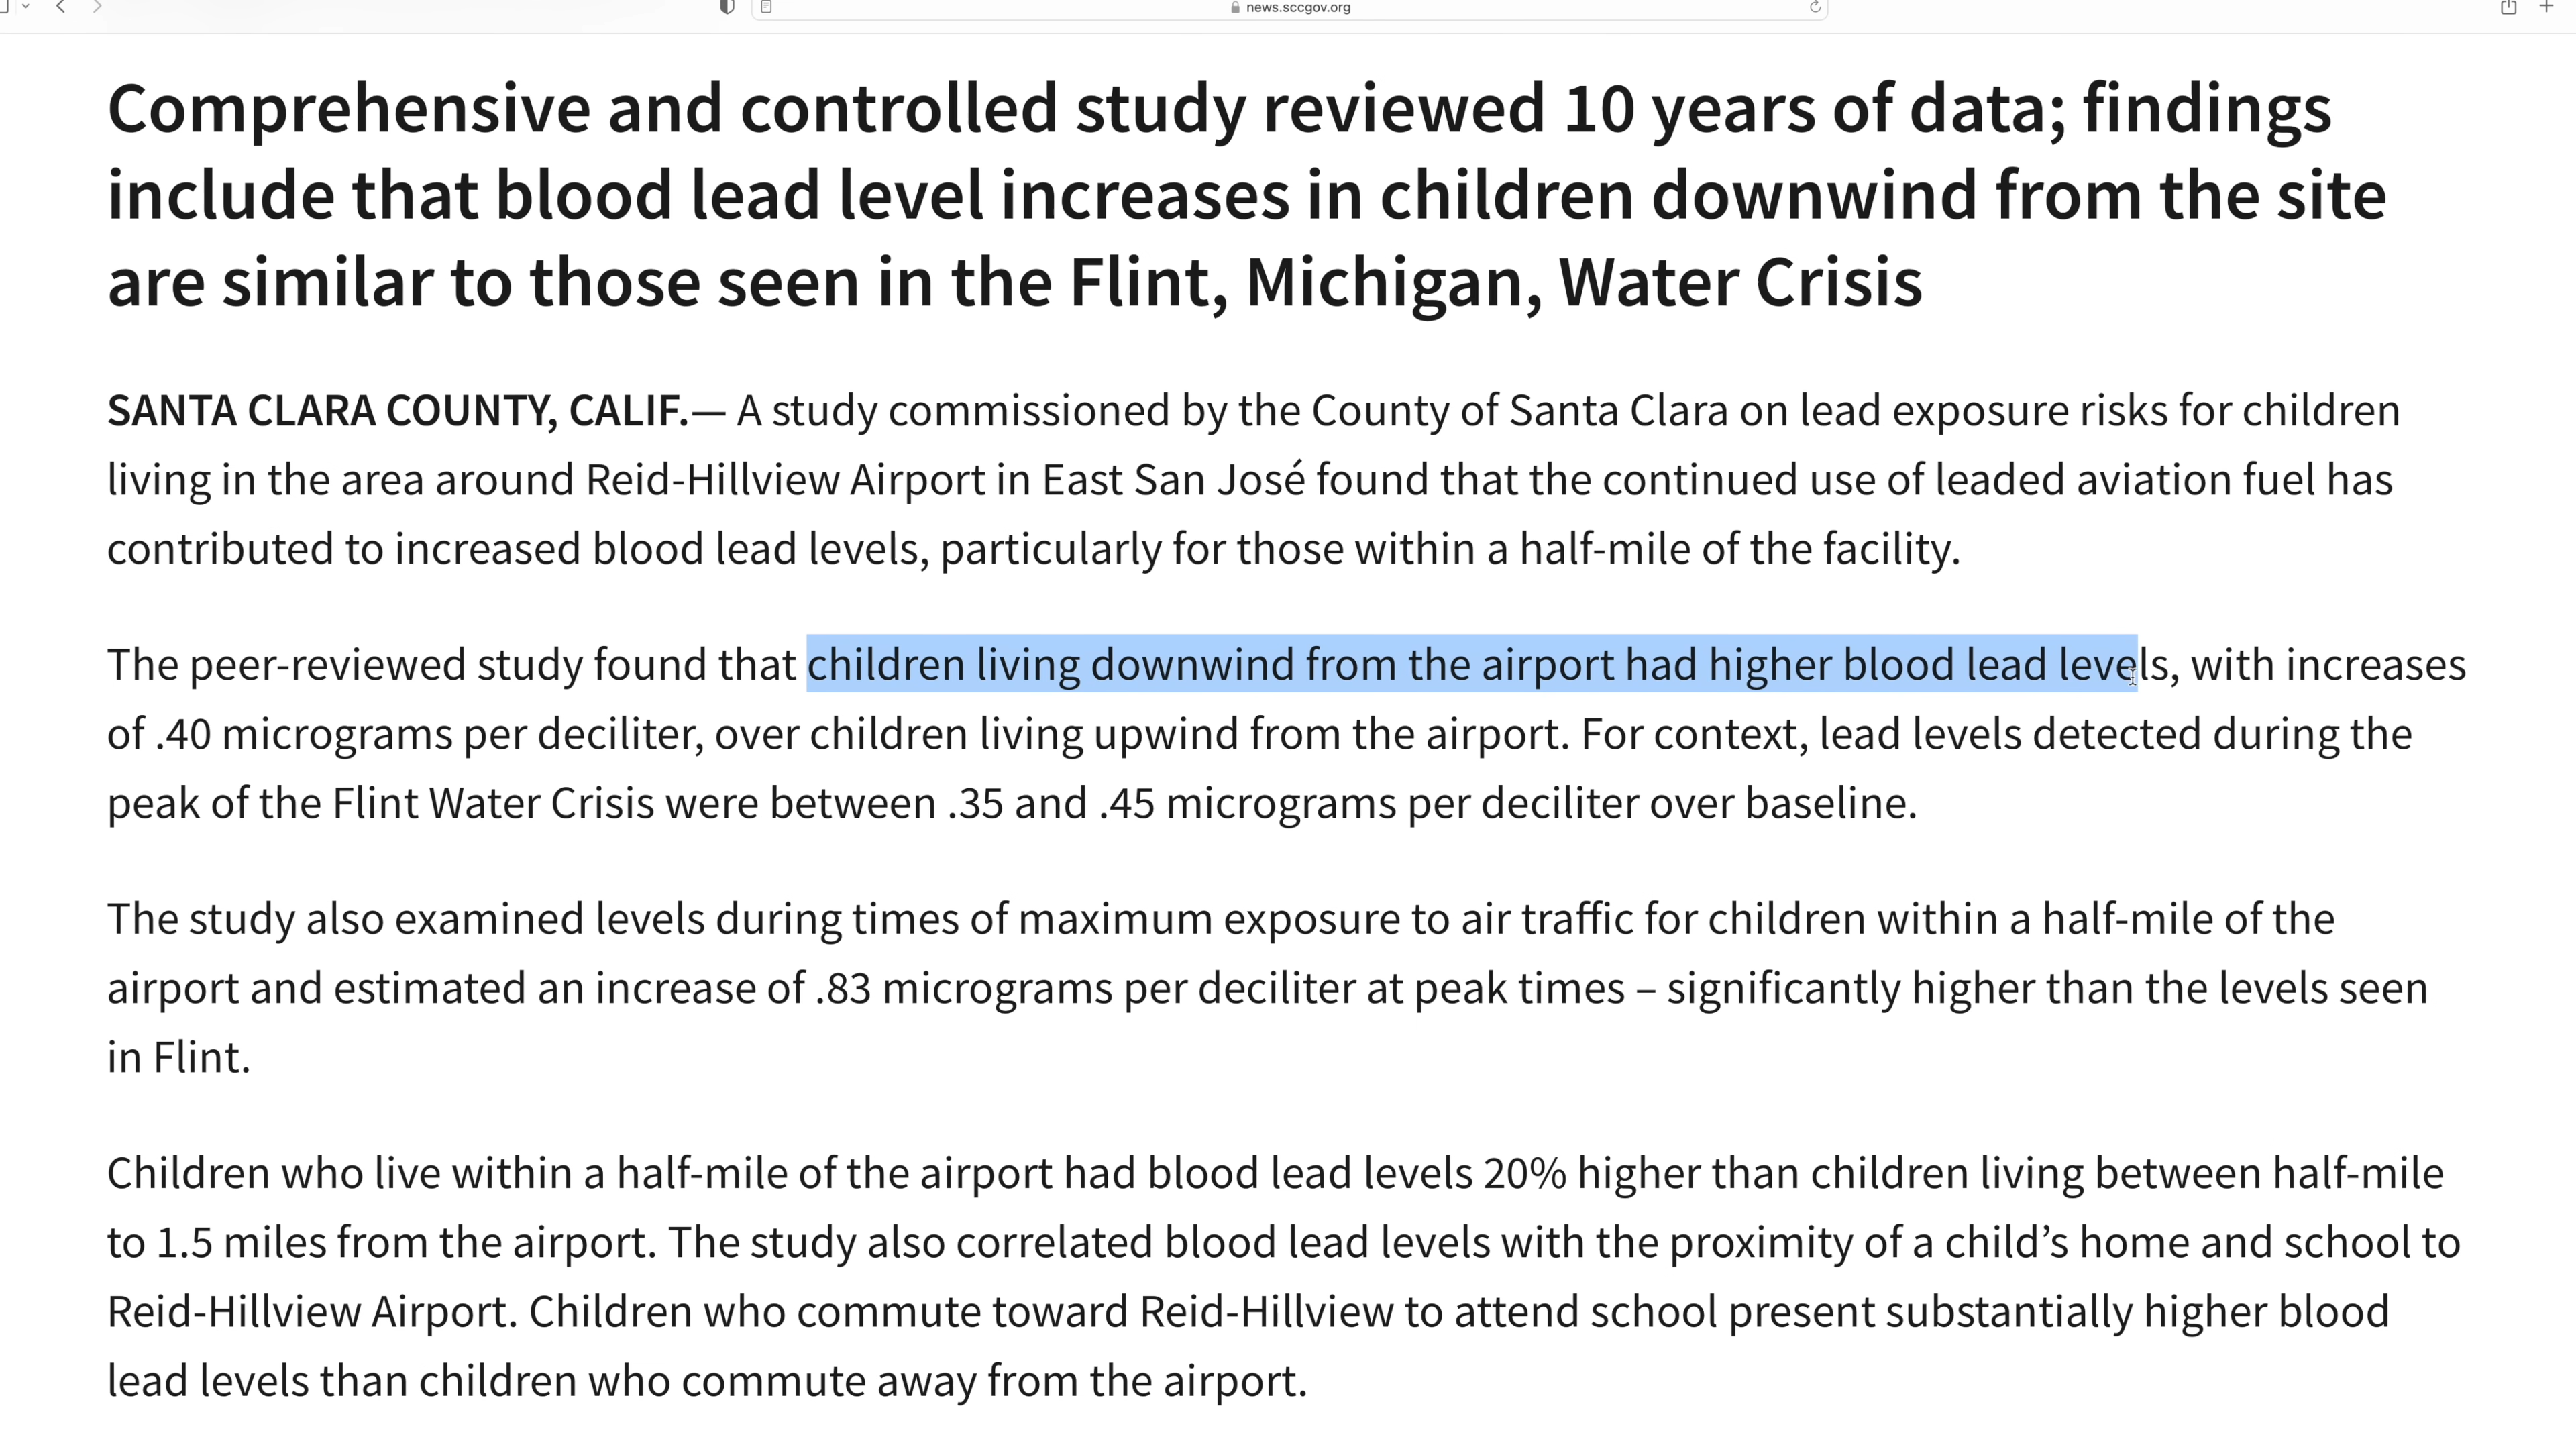 news.sccgov.org
Comprehensive and controlled study reviewed 10 years of data; findings
include that blood lead level increases in children downwind from the site
are similar to those seen in the Flint, Michigan, Water Crisis
SANTA CLARA COUNTY, CALIF.— A study commissioned by the County of Santa Clara on lead exposure risks for children
living in the area around Reid-Hillview Airport in East San José found that the continued use of leaded aviation fuel has
contributed to increased blood lead levels, particularly for those within a half-mile of the facility.
The peer-reviewed study found that children living downwind from the airport had higher blood lead levels, with increases
of .40 micrograms per deciliter, over children living upwind from the airport. For context, lead levels detected during the
peak of the Flint Water Crisis were between .35 and .45 micrograms per deciliter over baseline.
The study also examined levels during times of maximum exposure to air traffic for children within a half-mile of the
airport and estimated an increase of .83 micrograms per deciliter at peak times – significantly higher than the levels seen
in Flint.
Children who live within a half-mile of the airport had blood lead levels 20% higher than children living between half-mile
to 1.5 miles from the airport. The study also correlated blood lead levels with the proximity of a child’s home and school to
Reid-Hillview Airport. Children who commute toward Reid-Hillview to attend school present substantially higher blood
lead levels than children who commute away from the airport.